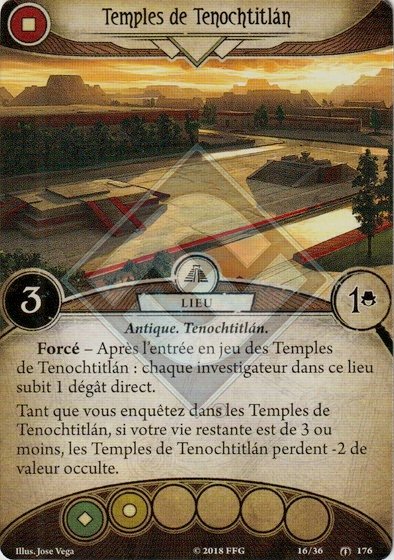 Temples de Tenochtitlán
3
LIEU
1
Antique. Tenochtitlán.
Forcé – Après l'entrée en jeu des Temples
de Tenochtitlán : chaque investigateur dans ce lieu
subit 1 dégât direct.
Tant que vous enquêtez dans les Temples de
Tenochtitlán, si votre vie restante est de 3 ou
moins, les Temples de Tenochtitlán perdent -2 de
valeur occulte.
Illus. Jose Vega
© 2018 FFG
16/36
176